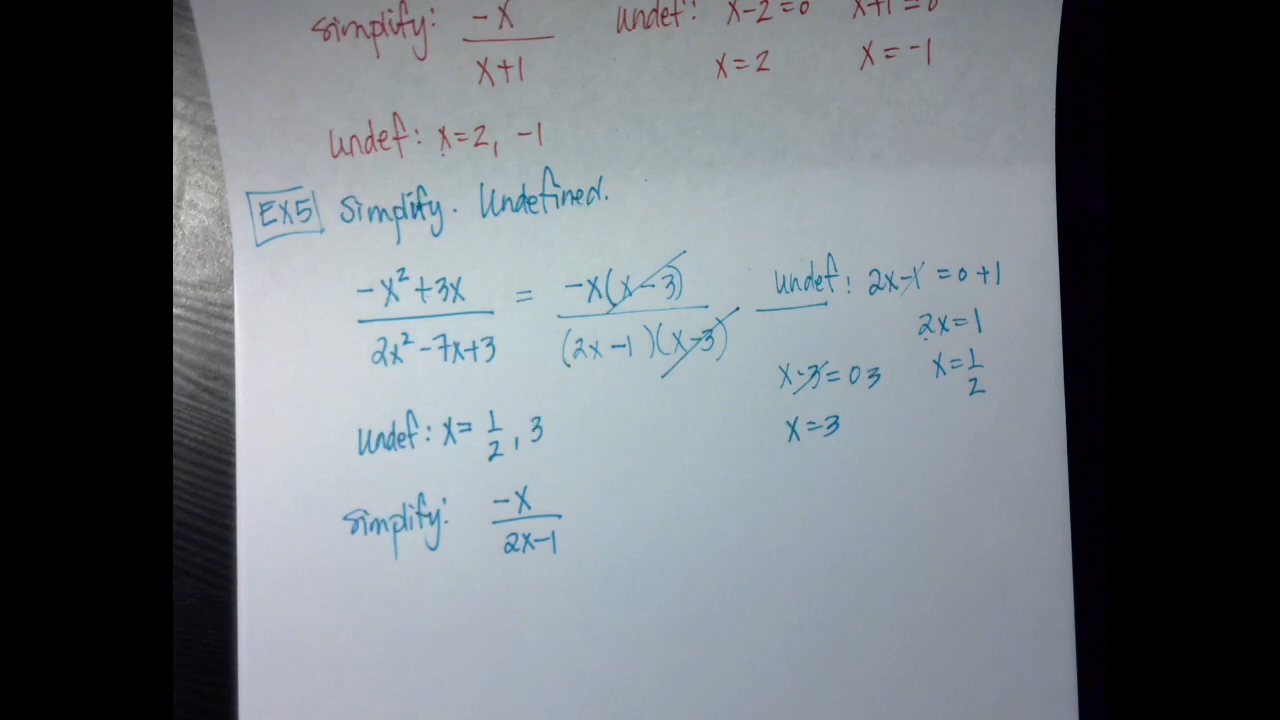 simplify: -x/(x+1) undef: x-2=0 x+1=0
x=2 x=-1
undef: x=2, -1
EX5 Simplify. Undefined.
(-x²+3x)/(2x²-7x+3) = (-x(x-3))/((2x-1)(x-3)) undef: 2x-1=0+1
2x=1
x-3=03 x=1/2
undef: x=1/2, 3 x=3
simplify: -x/(2x-1)